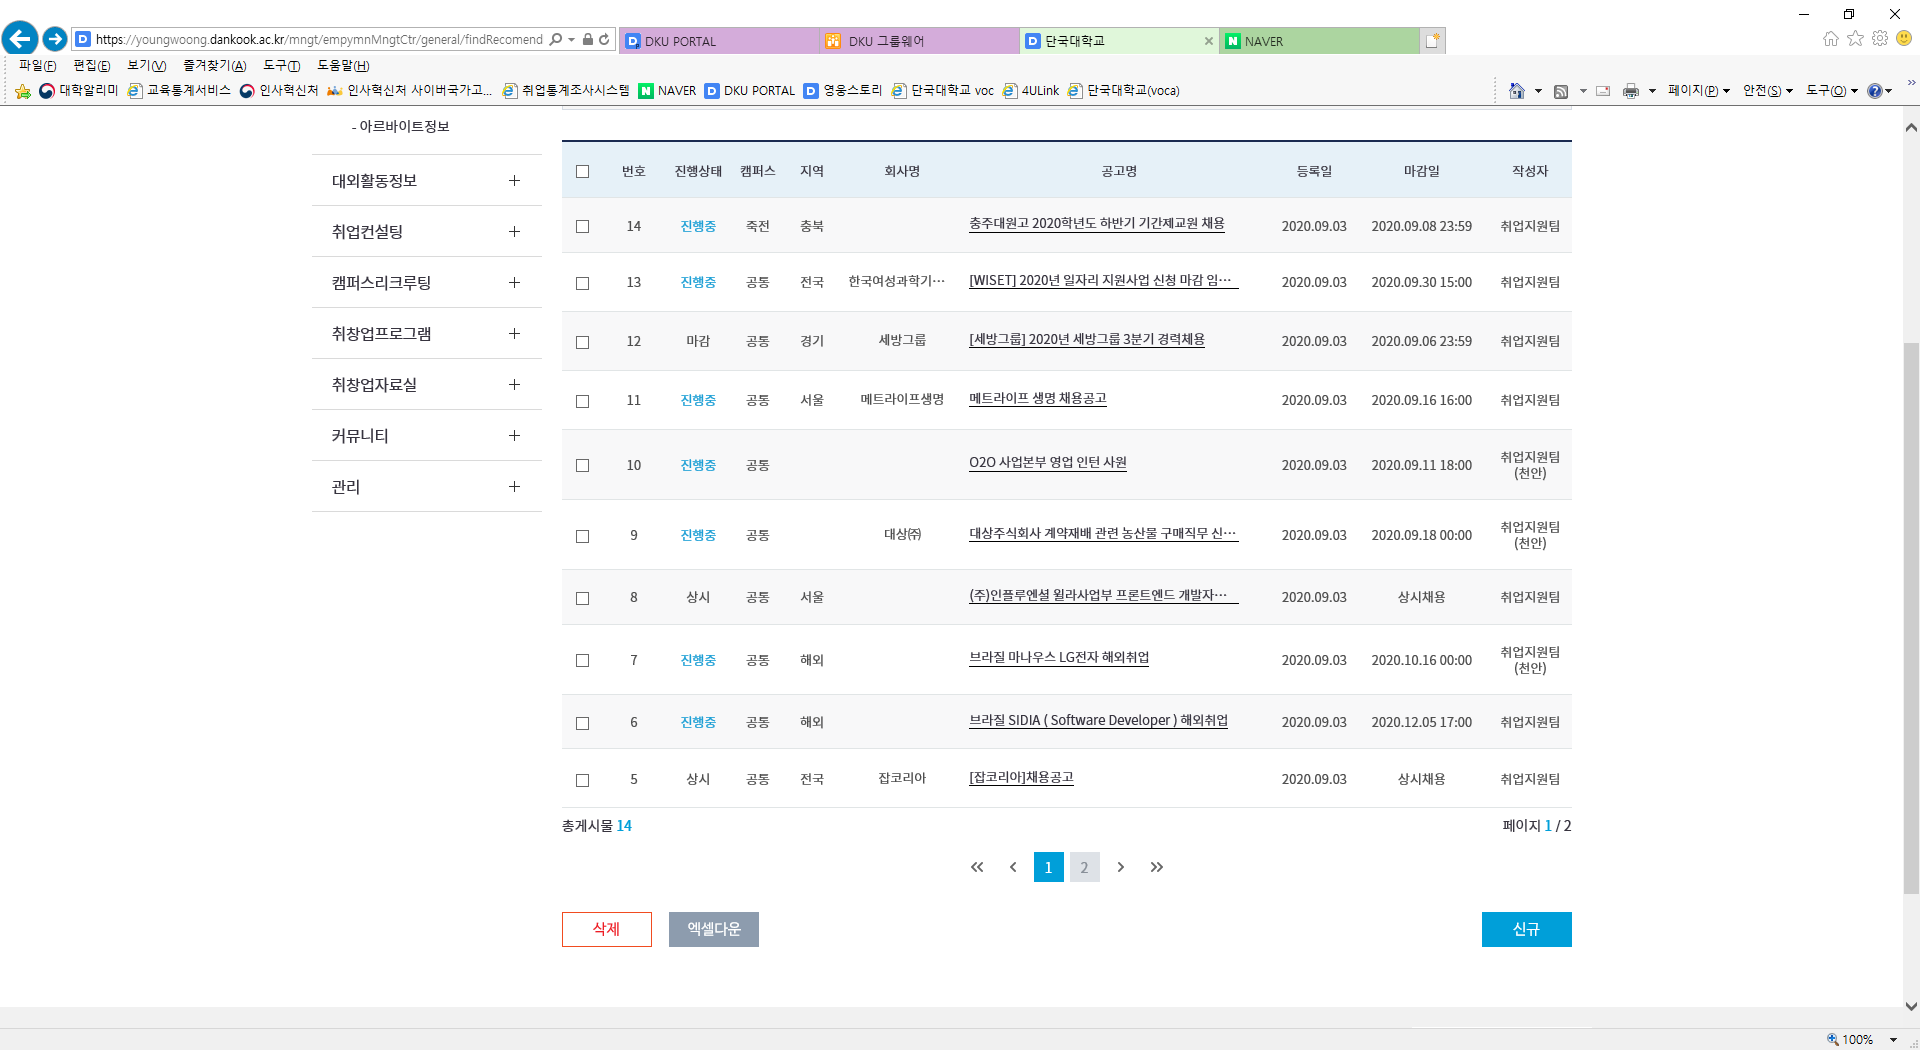 https://youngwoong.dankook.ac.kr/mngt/empymnMngtCtr/general/findRecomend
DKU PORTAL
DKU 그룹웨어
단국대학교
NAVER
파일(F) 편집(E) 보기(V) 즐겨찾기(A) 도구(T) 도움말(H)
대학알리미 교육통계서비스 인사혁신처 인사혁신처 사이버국가고... 취업통계조사시스템 NAVER DKU PORTAL 영웅스토리 단국대학교 voc 4ULink 단국대학교(voca)
페이지(P) 안전(S) 도구(O)
- 아르바이트정보
대외활동정보
취업컨설팅
캠퍼스리크루팅
취창업프로그램
취창업자료실
커뮤니티
관리
번호 진행상태 캠퍼스 지역 회사명 공고명 등록일 마감일 작성자
14 진행중 죽전 충북 충주대원고 2020학년도 하반기 기간제교원 채용 2020.09.03 2020.09.08 23:59 취업지원팀
13 진행중 공통 전국 한국여성과학기… [WISET] 2020년 일자리 지원사업 신청 마감 임… 2020.09.03 2020.09.30 15:00 취업지원팀
12 마감 공통 경기 세방그룹 [세방그룹] 2020년 세방그룹 3분기 경력채용 2020.09.03 2020.09.06 23:59 취업지원팀
11 진행중 공통 서울 메트라이프생명 메트라이프 생명 채용공고 2020.09.03 2020.09.16 16:00 취업지원팀
10 진행중 공통 O2O 사업본부 영업 인턴 사원 2020.09.03 2020.09.11 18:00 취업지원팀
(천안)
9 진행중 공통 대상㈜ 대상주식회사 계약재배 관련 농산물 구매직무 신… 2020.09.03 2020.09.18 00:00 취업지원팀
(천안)
8 상시 공통 서울 (주)인플루엔셜 윌라사업부 프론트엔드 개발자… 2020.09.03 상시채용 취업지원팀
7 진행중 공통 해외 브라질 마나우스 LG전자 해외취업 2020.09.03 2020.10.16 00:00 취업지원팀
(천안)
6 진행중 공통 해외 브라질 SIDIA ( Software Developer ) 해외취업 2020.09.03 2020.12.05 17:00 취업지원팀
5 상시 공통 전국 잡코리아 [잡코리아]채용공고 2020.09.03 상시채용 취업지원팀
총게시물 14
페이지 1 / 2
1 2
삭제
엑셀다운
신규
100%